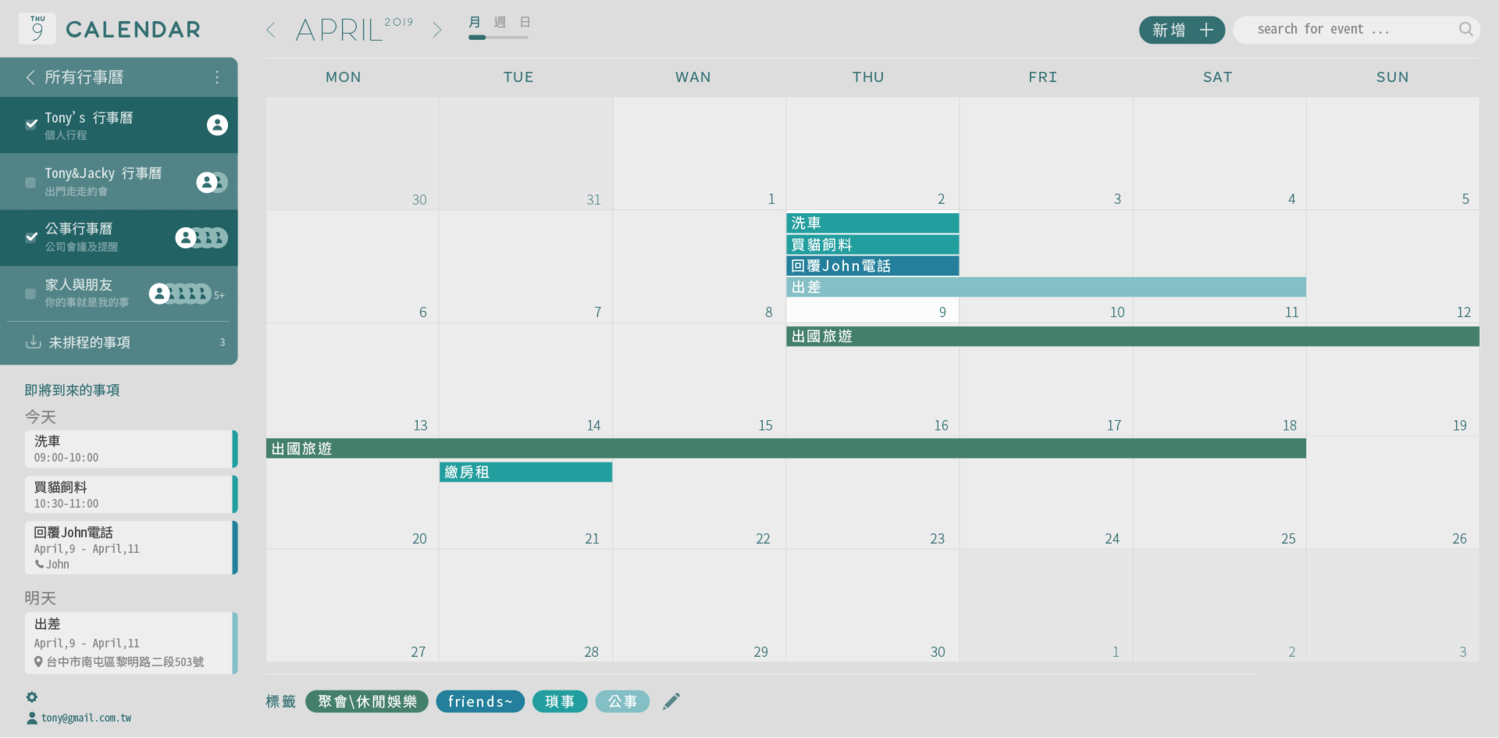 THU
9
CALENDAR
APRIL 2019
月 週 日
新增
search for event ...
所有行事曆
Tony's 行事曆
個人行程
Tony&Jacky 行事曆
出門走走約會
公事行事曆
公司會議及提醒
家人與朋友
你的事就是我的事
5+
未排程的事項
3
即將到來的事項
今天
洗車
09:00-10:00
買貓飼料
10:30-11:00
回覆John電話
April,9 - April,11
John
明天
出差
April,9 - April,11
台中市南屯區黎明路二段503號
tony@gmail.com.tw
MON TUE WAN THU FRI SAT SUN
30 31 1 2 3 4 5
洗車
買貓飼料
回覆John電話
出差
6 7 8 9 10 11 12
出國旅遊
13 14 15 16 17 18 19
出國旅遊
繳房租
20 21 22 23 24 25 26
27 28 29 30 1 2 3
標籤 聚會\休閒娛樂 friends~ 瑣事 公事